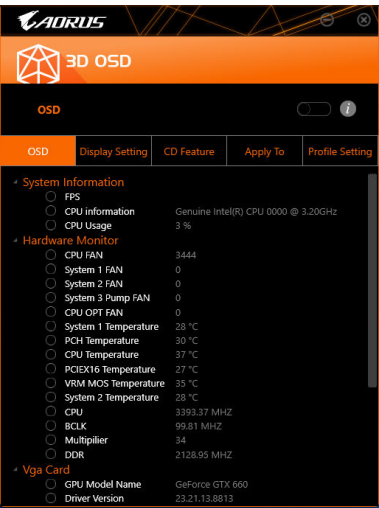 AORUS
3D OSD
OSD
OSD Display Setting CD Feature Apply To Profile Setting
System Information
FPS
CPU information Genuine Intel(R) CPU 0000 @ 3.20GHz
CPU Usage 3 %
Hardware Monitor
CPU FAN 3444
System 1 FAN 0
System 2 FAN 0
System 3 Pump FAN 0
CPU OPT FAN 0
System 1 Temperature 28 °C
PCH Temperature 30 °C
CPU Temperature 37 °C
PCIEX16 Temperature 27 °C
VRM MOS Temperature 35 °C
System 2 Temperature 28 °C
CPU 3393.37 MHZ
BCLK 99.81 MHZ
Multipilier 34
DDR 2128.95 MHZ
Vga Card
GPU Model Name GeForce GTX 660
Driver Version 23.21.13.8813